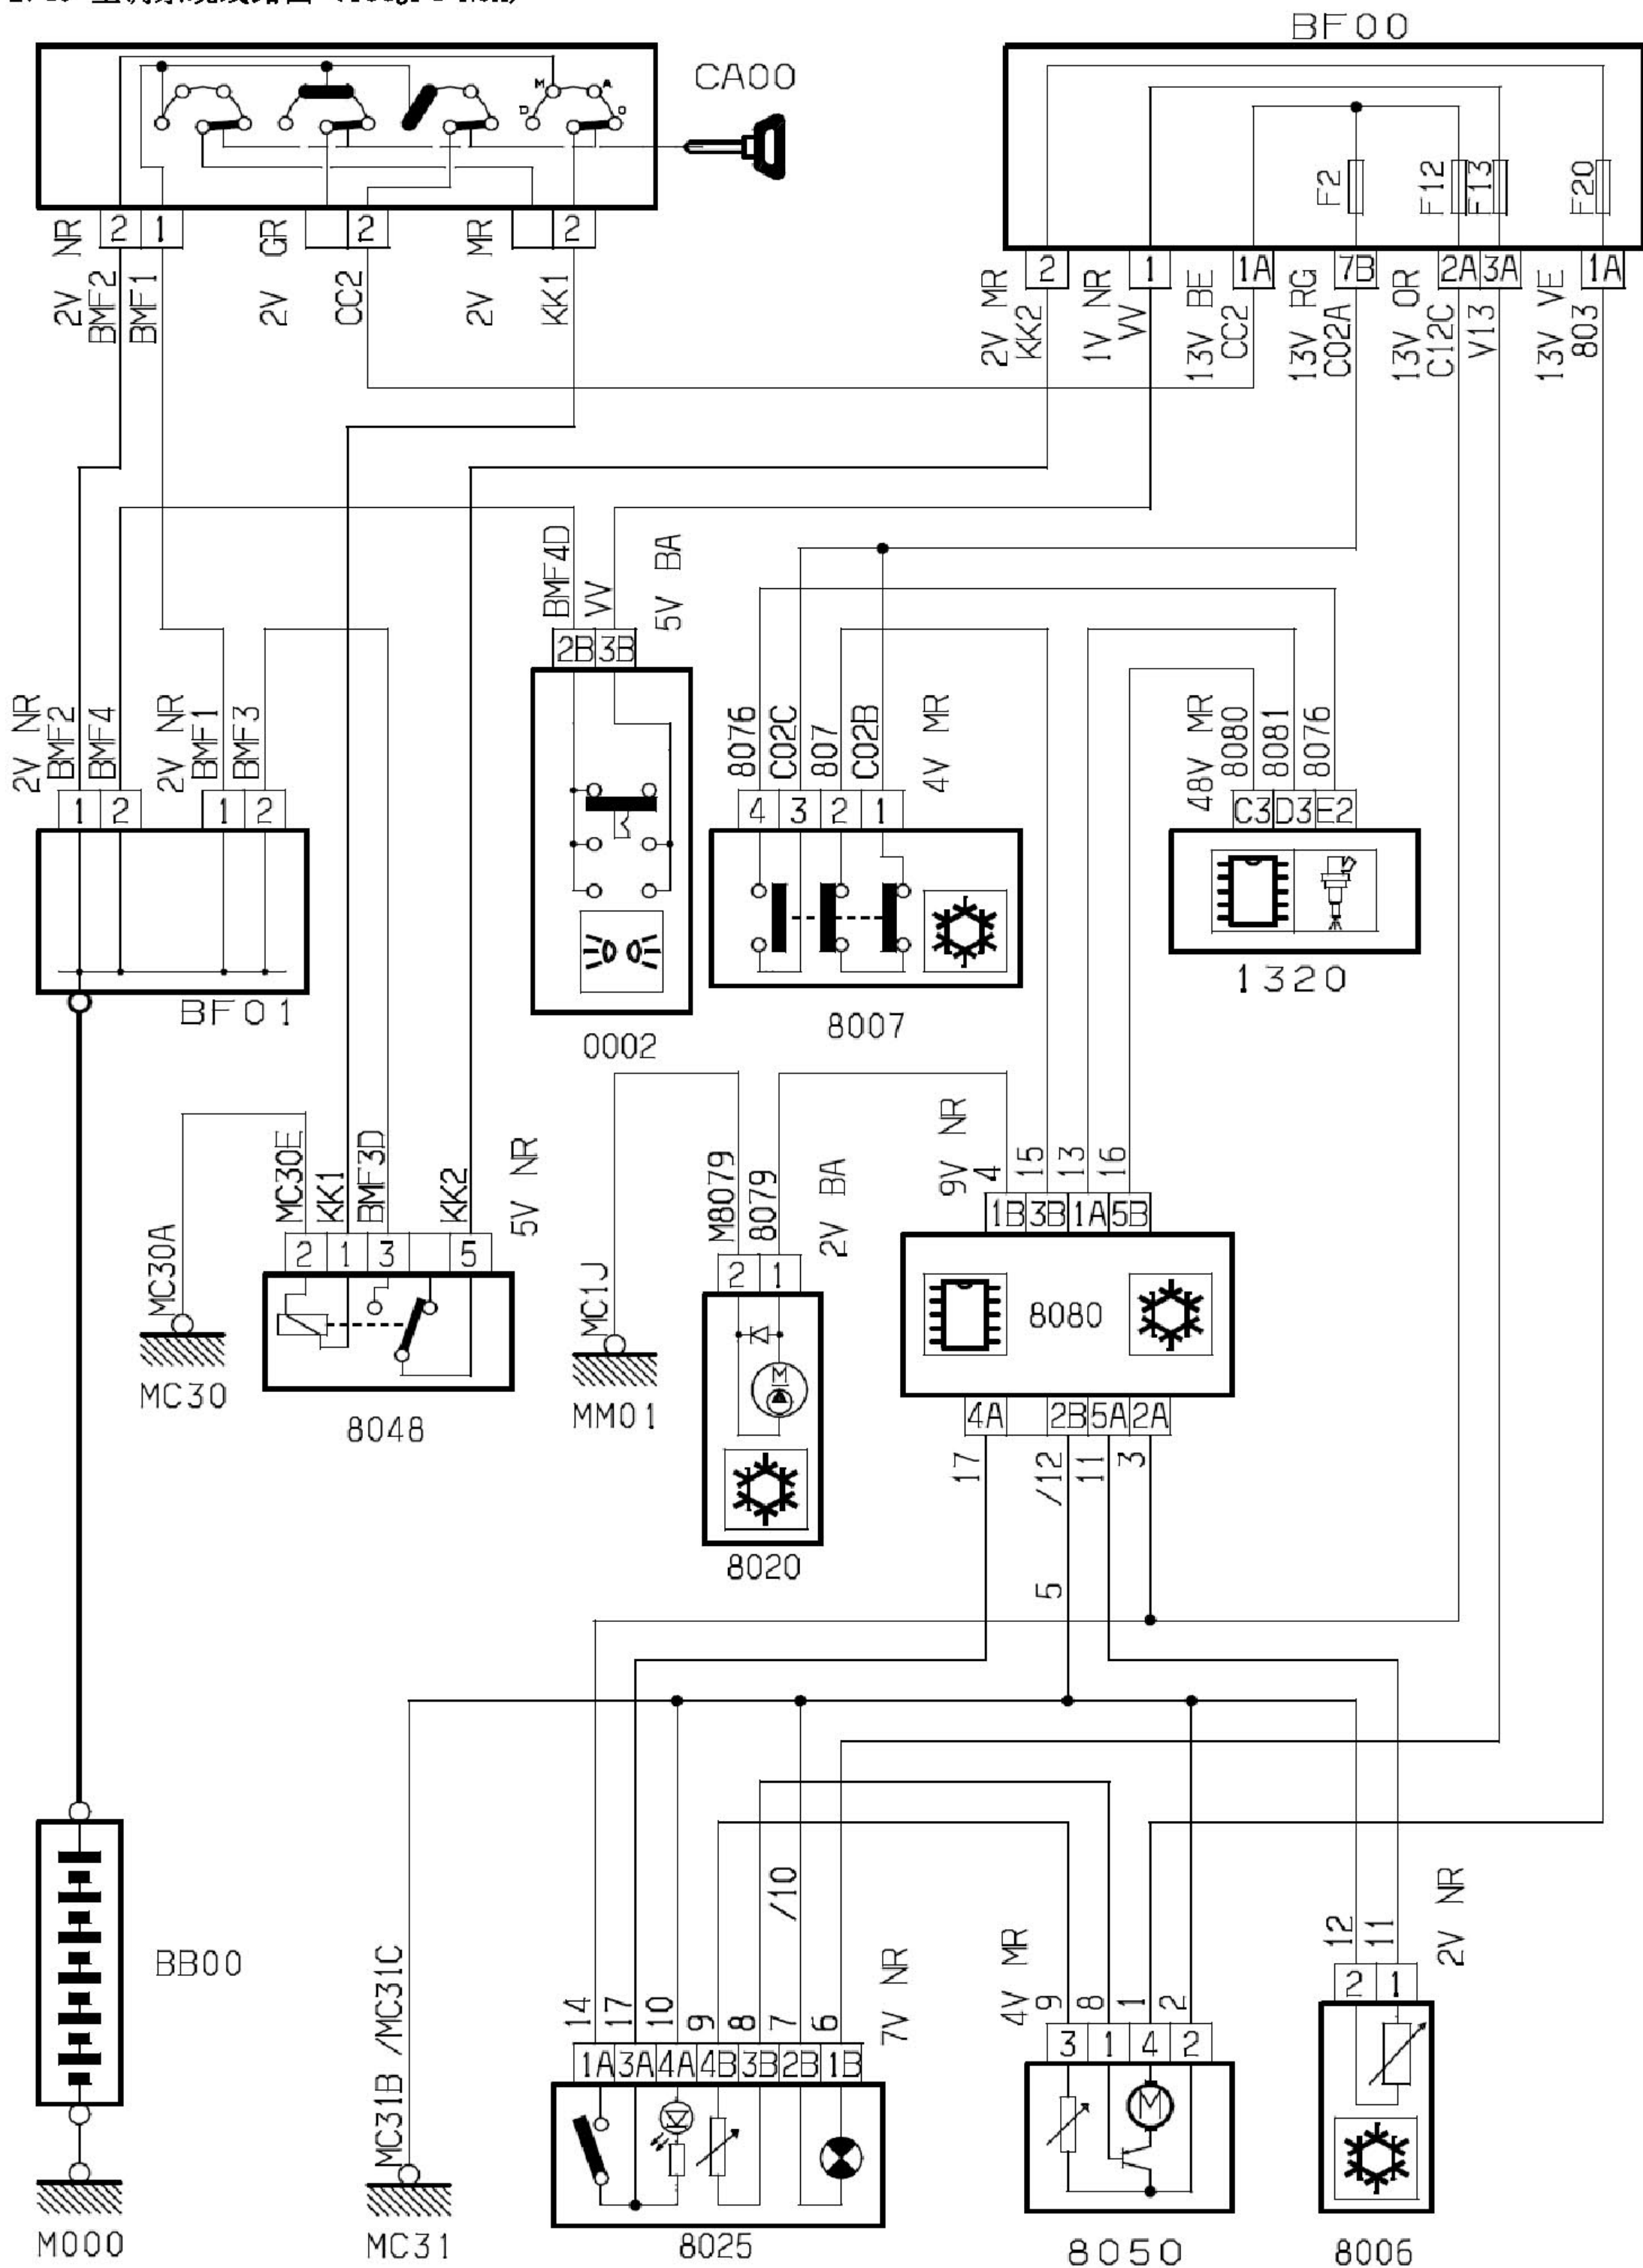 BF00
CA00
M
A
D
D
F2
F12
F13
F20
2V NR
2
1
BMF2
BMF1
2V GR
2
CC2
2V MR
2
KK1
2V MR
2
KK2
1V NR
1
VV
13V BE
1A
CC2
13V RG
7B
C02A
13V OR
2A
3A
C12C
V13
13V VE
1A
803
BMF4D
VV
5V BA
2B
3B
2V NR
BMF2
BMF4
2V NR
BMF1
BMF3
1
2
1
2
8076
C02C
807
C02B
4V MR
4
3
2
1
48V MR
8080
8081
8076
C3
D3
E2
BF01
0002
8007
1320
MC30E
KK1
BMF3D
KK2
5V NR
2
1
3
5
MC30A
MC30
8048
M8079
8079
2V BA
2
1
MC1J
MM01
M
8020
9V NR
4
15
13
16
1B
3B
1A
5B
8080
4A
2B
5A
2A
17
/12
11
3
5
BB00
M000
MC31B /MC31C
MC31
14
17
10
9
8
7
/10
6
7V NR
1A
3A
4A
4B
3B
2B
1B
8025
4V MR
9
8
1
2
3
1
4
2
M
8050
12
11
2V NR
2
1
8006